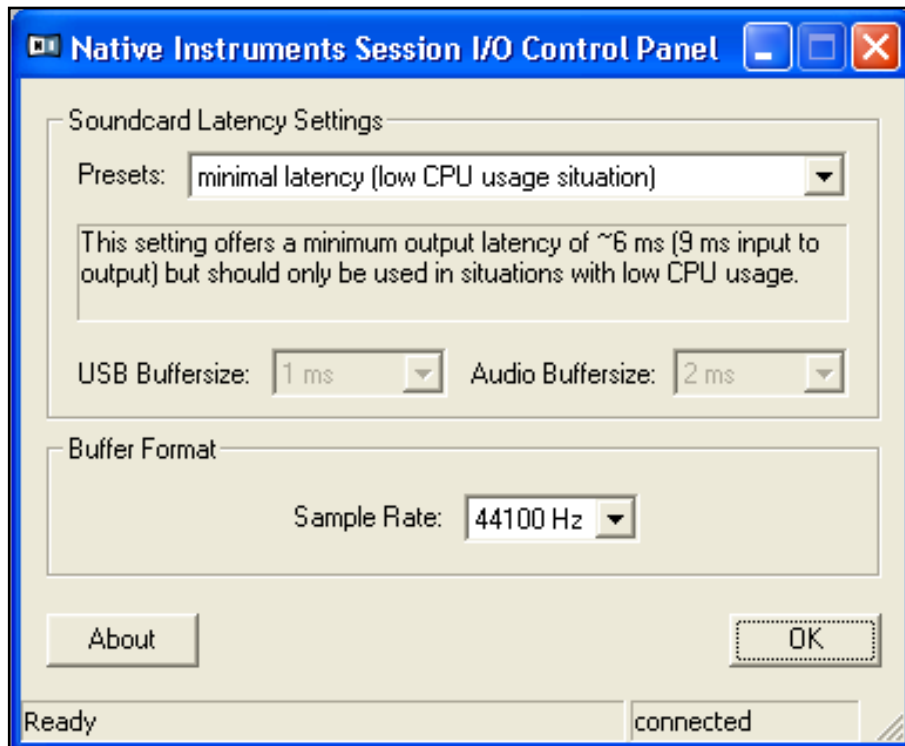 Native Instruments Session I/O Control Panel
Soundcard Latency Settings
Presets: minimal latency (low CPU usage situation)
This setting offers a minimum output latency of ~6 ms (9 ms input to
output) but should only be used in situations with low CPU usage.
USB Buffersize: 1 ms Audio Buffersize: 2 ms
Buffer Format
Sample Rate: 44100 Hz
About OK
Ready connected